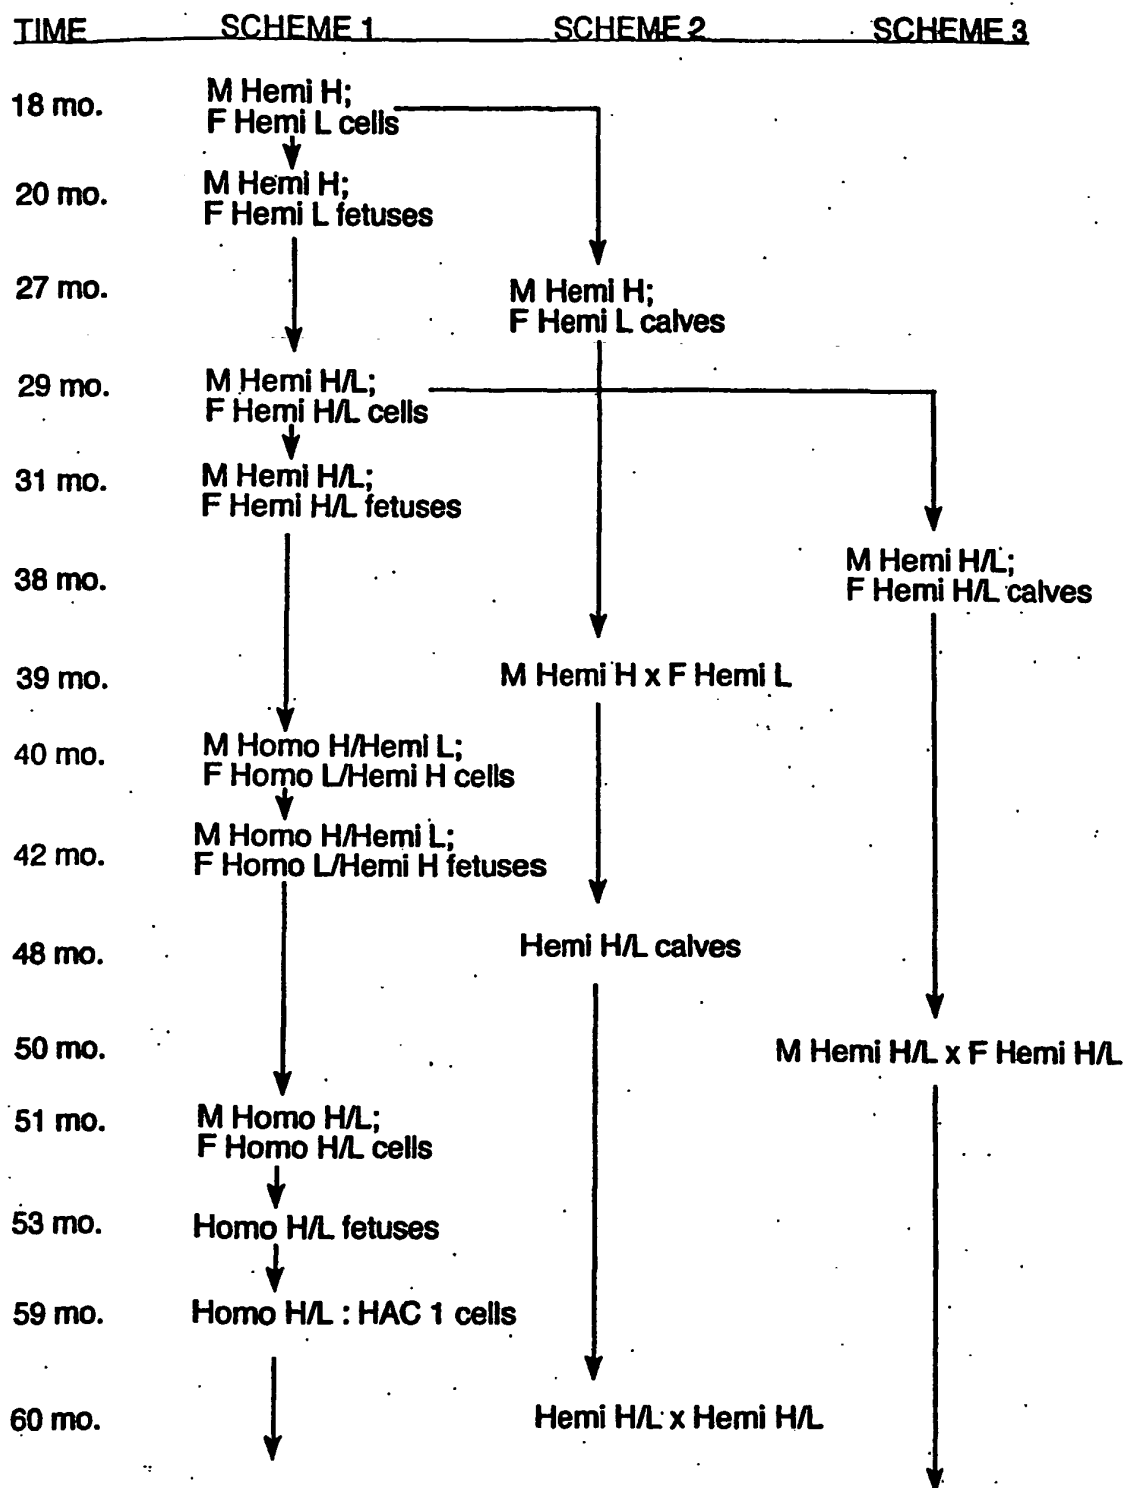 TIME SCHEME 1 SCHEME 2 SCHEME 3
18 mo. M Hemi H;
F Hemi L cells
20 mo. M Hemi H;
F Hemi L fetuses
27 mo. M Hemi H;
F Hemi L calves
29 mo. M Hemi H/L;
F Hemi H/L cells
31 mo. M Hemi H/L;
F Hemi H/L fetuses
38 mo. M Hemi H/L;
F Hemi H/L calves
39 mo. M Hemi H x F Hemi L
40 mo. M Homo H/Hemi L;
F Homo L/Hemi H cells
42 mo. M Homo H/Hemi L;
F Homo L/Hemi H fetuses
48 mo. Hemi H/L calves
50 mo. M Hemi H/L x F Hemi H/L
51 mo. M Homo H/L;
F Homo H/L cells
53 mo. Homo H/L fetuses
59 mo. Homo H/L : HAC 1 cells
60 mo. Hemi H/L x Hemi H/L